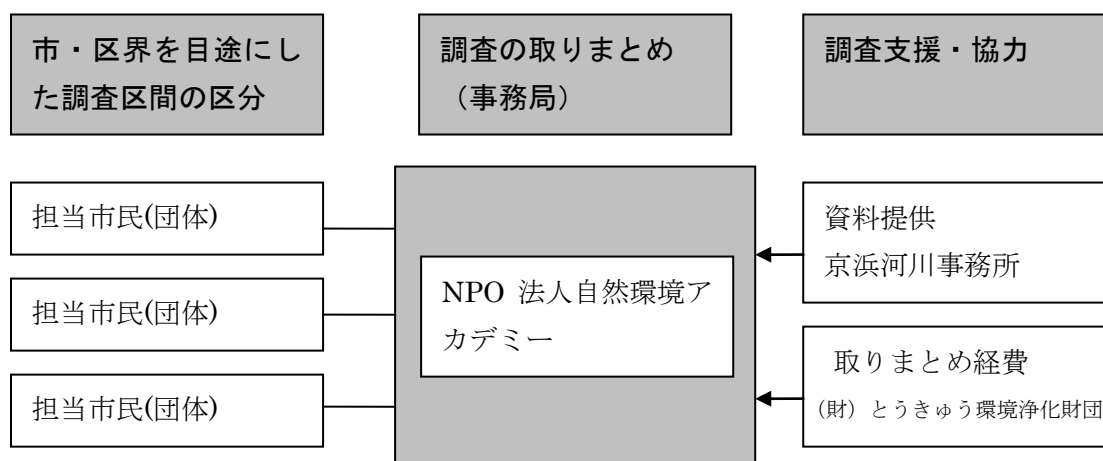 市・区界を目途にし
た調査区間の区分
調査の取りまとめ
（事務局）
調査支援・協力
担当市民(団体)
担当市民(団体)
担当市民(団体)
NPO 法人自然環境ア
カデミー
資料提供
京浜河川事務所
取りまとめ経費
（財）とうきゅう環境浄化財団